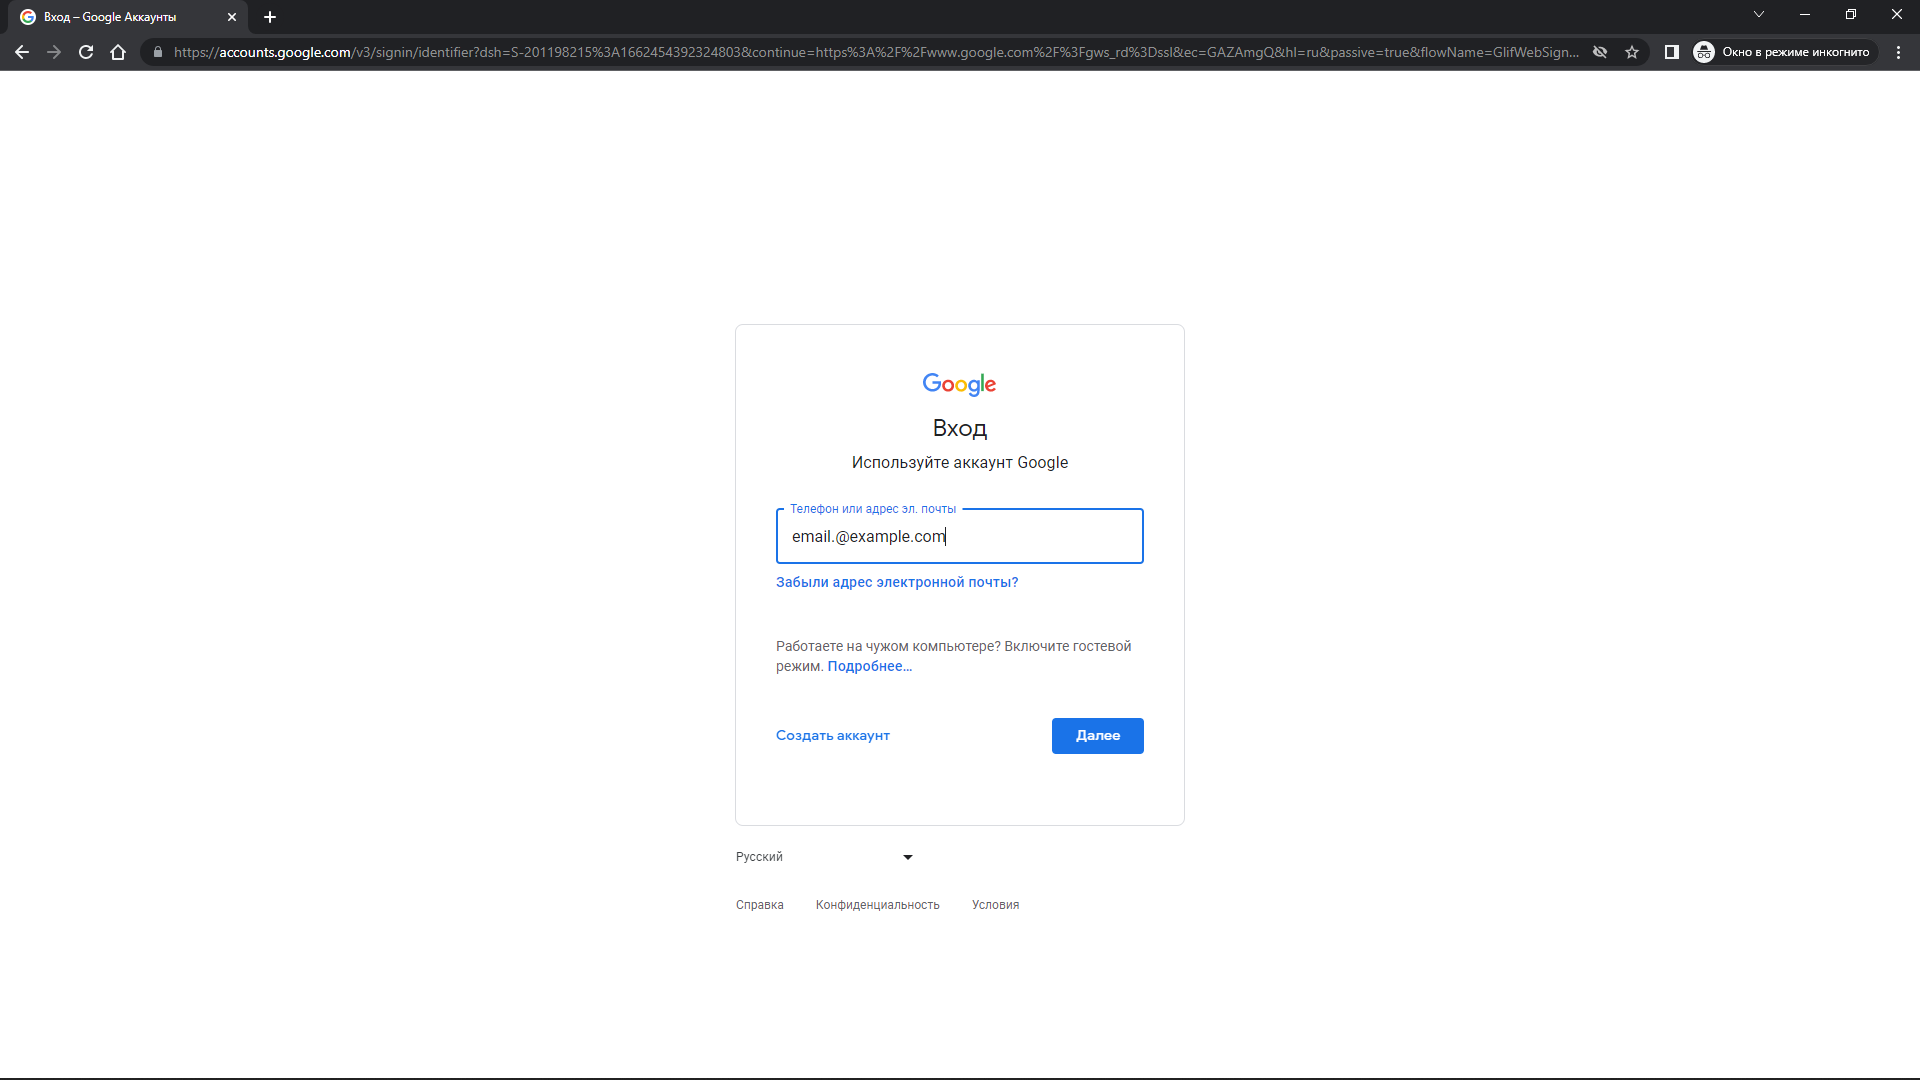 Вход – Google Аккаунты
https://accounts.google.com/v3/signin/identifier?dsh=S-201198215%3A1662454392324803&continue=https%3A%2F%2Fwww.google.com%2F%3Fgws_rd%3Dssl&ec=GAZAmgQ&hl=ru&passive=true&flowName=GlifWebSign...
Окно в режиме инкогнито
Google
Вход
Используйте аккаунт Google
Телефон или адрес эл. почты
email.@example.com
Забыли адрес электронной почты?
Работаете на чужом компьютере? Включите гостевой
режим. Подробнее...
Создать аккаунт
Далее
Русский
Справка Конфиденциальность Условия